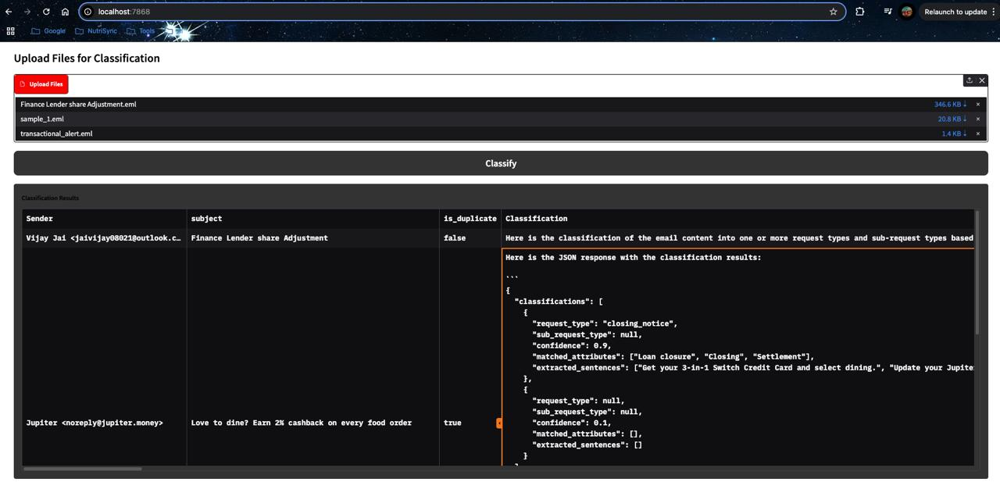 localhost:7868
Relaunch to update
Google NutriSync Tools
Upload Files for Classification
Upload Files
Finance Lender share Adjustment.eml 346.6 KB ↓ ×
sample_1.eml 20.8 KB ↓ ×
transactional_alert.eml 1.4 KB ↓ ×
Classify
Classification Results
Sender subject is_duplicate Classification
Vijay Jai <jaivijay08021@outlook.c… Finance Lender share Adjustment false Here is the classification of the email content into one or more request types and sub-request types based
Here is the JSON response with the classification results:
```
{
"classifications": [
{
"request_type": "closing_notice",
"sub_request_type": null,
"confidence": 0.9,
"matched_attributes": ["Loan closure", "Closing", "Settlement"],
"extracted_sentences": ["Get your 3-in-1 Switch Credit Card and select dining.", "Update your Jupite
},
{
"request_type": null,
"sub_request_type": null,
Jupiter <noreply@jupiter.money> Love to dine? Earn 2% cashback on every food order true
"confidence": 0.1,
"matched_attributes": [],
"extracted_sentences": []
}